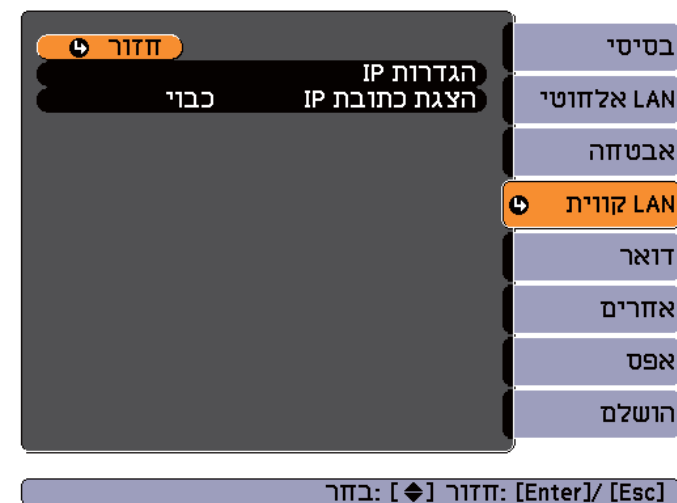 חזור
הגדרות IP
הצגת כתובת IP כבוי
בסיסי
LAN אלחוטי
אבטחה
LAN קווית
דואר
אחרים
אפס
הושלם
[Esc] /[Enter]: חזור [◆]: בחר